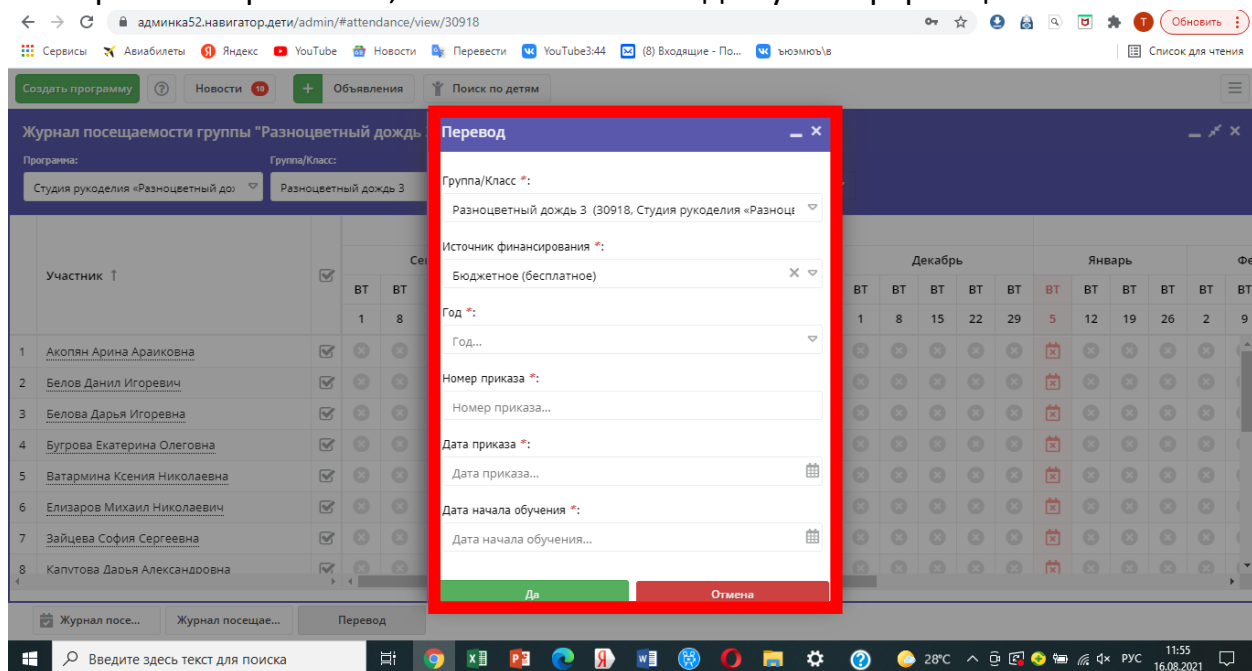 админка52.навигатор.дети/admin/#attendance/view/30918
Обновить
Сервисы Авиабилеты Яндекс YouTube Новости Перевести YouTube3:44 (8) Входящие - По... ъюэмюъ\в
Список для чтения
Создать программу Новости 10 + Объявления Поиск по детям
Журнал посещаемости группы "Разноцветный дождь
Программа: Группа/Класс:
Студия рукоделия «Разноцветный до Разноцветный дождь 3
Перевод
Группа/Класс *:
Разноцветный дождь 3 (30918, Студия рукоделия «Разноц
Источник финансирования *:
Бюджетное (бесплатное)
Год *:
Год...
Номер приказа *:
Номер приказа...
Дата приказа *:
Дата приказа...
Дата начала обучения *:
Дата начала обучения...
Да Отмена
Участник ↑
Се Декабрь Январь Фе
ВТ ВТ ВТ ВТ ВТ ВТ ВТ ВТ ВТ ВТ ВТ ВТ ВТ
1 8 1 8 15 22 29 5 12 19 26 2 9
1 Акопян Арина Араиковна
2 Белов Данил Игоревич
3 Белова Дарья Игоревна
4 Бугрова Екатерина Олеговна
5 Ватармина Ксения Николаевна
6 Елизаров Михаил Николаевич
7 Зайцева София Сергеевна
8 Капутова Дарья Александровна
Журнал посе... Журнал посещае... Перевод
Введите здесь текст для поиска
28°C РУС 11:55
16.08.2021